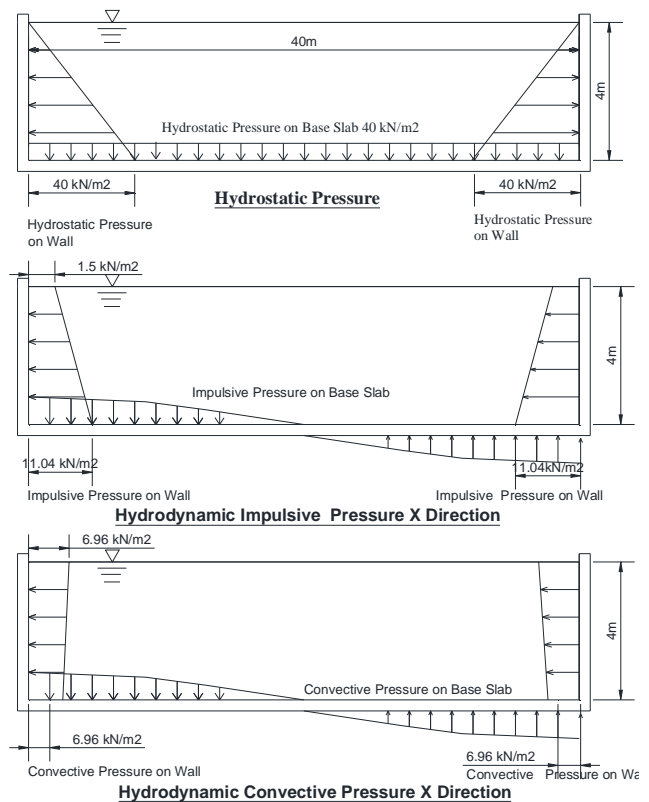 40m
4m
Hydrostatic Pressure on Base Slab 40 kN/m2
40 kN/m2
40 kN/m2
Hydrostatic Pressure
Hydrostatic Pressure
on Wall
Hydrostatic Pressure
on Wall
1.5 kN/m2
4m
Impulsive Pressure on Base Slab
11.04 kN/m2
11.04kN/m2
Impulsive Pressure on Wall
Impulsive Pressure on Wall
Hydrodynamic Impulsive Pressure X Direction
6.96 kN/m2
4m
Convective Pressure on Base Slab
6.96 kN/m2
6.96 kN/m2
Convective Pressure on Wall
Convective Pressure on Wa
Hydrodynamic Convective Pressure X Direction